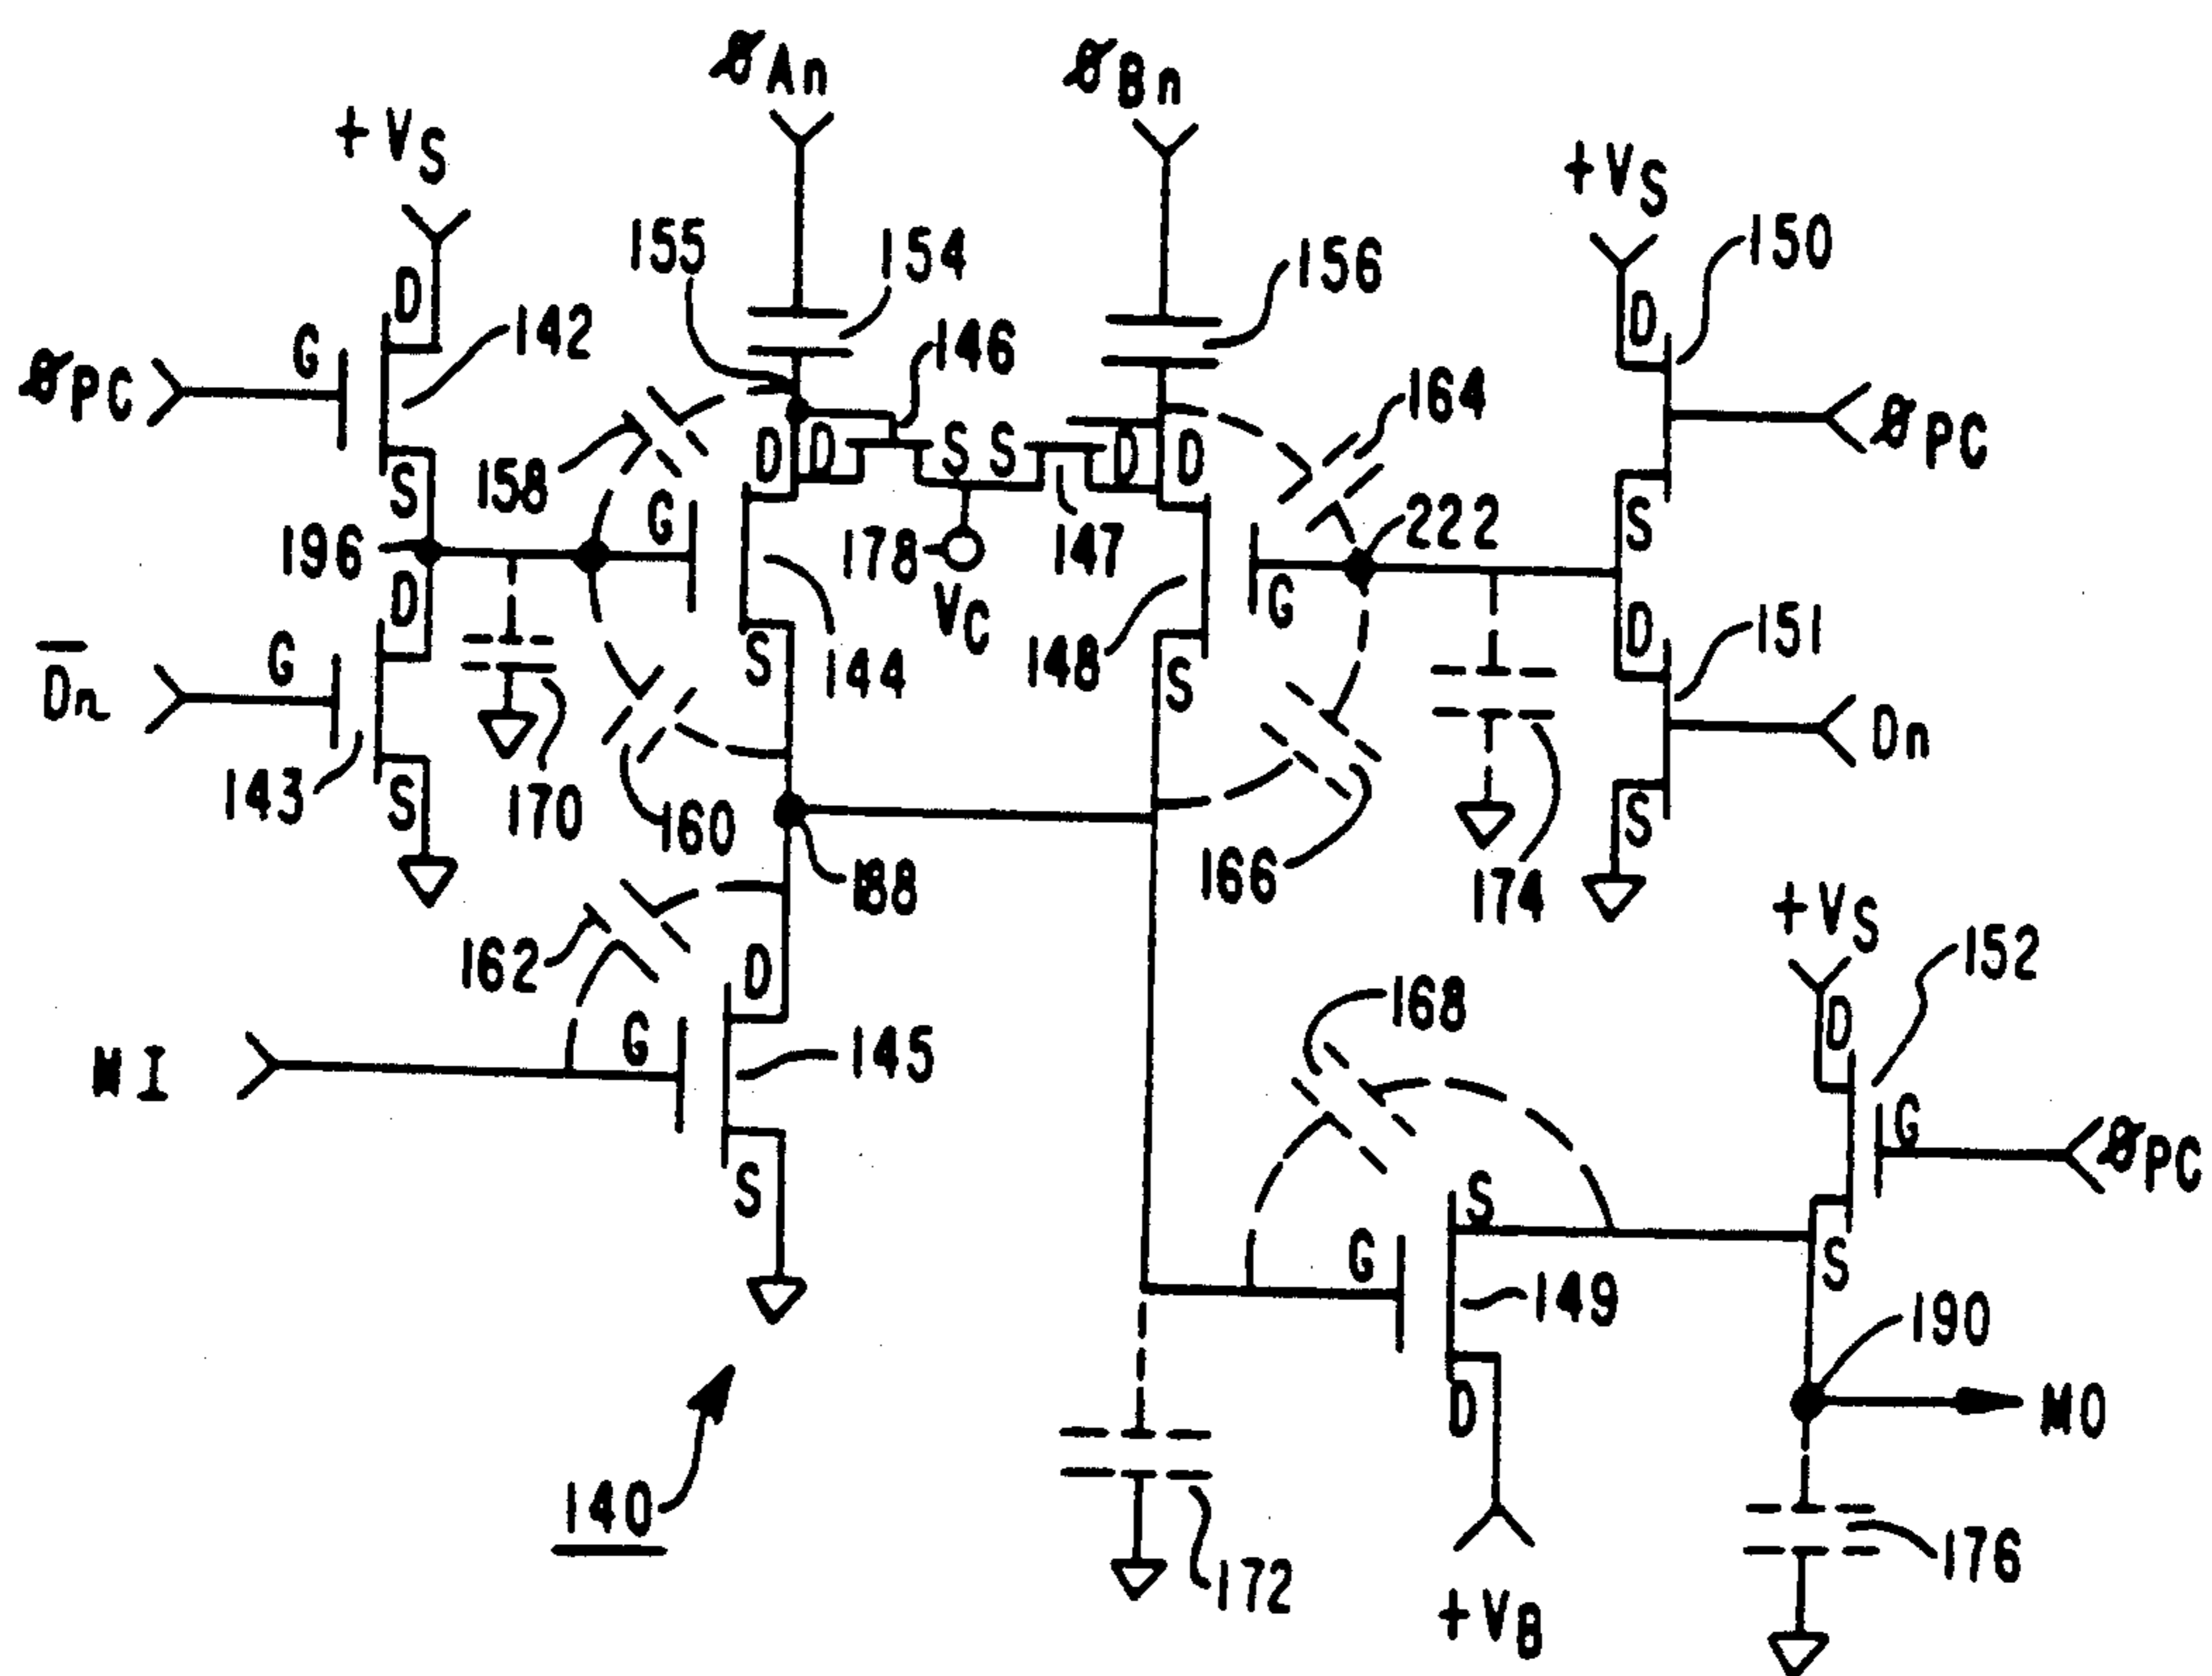 ØAn
ØBn
+VS
+VS
155
154
156
150
D
D
G
142
146
ØPC
164
ØPC
D
D
S
S
D
D
158
S
G
S
196
178
147
222
D
VC
G
D
151
D̅n
G
S
144
148
S
Dn
143
S
170
160
S
166
188
174
+VS
162
D
152
168
D
G
145
G
MI
ØPC
S
S
G
S
149
190
D
MO
140
172
176
+VB